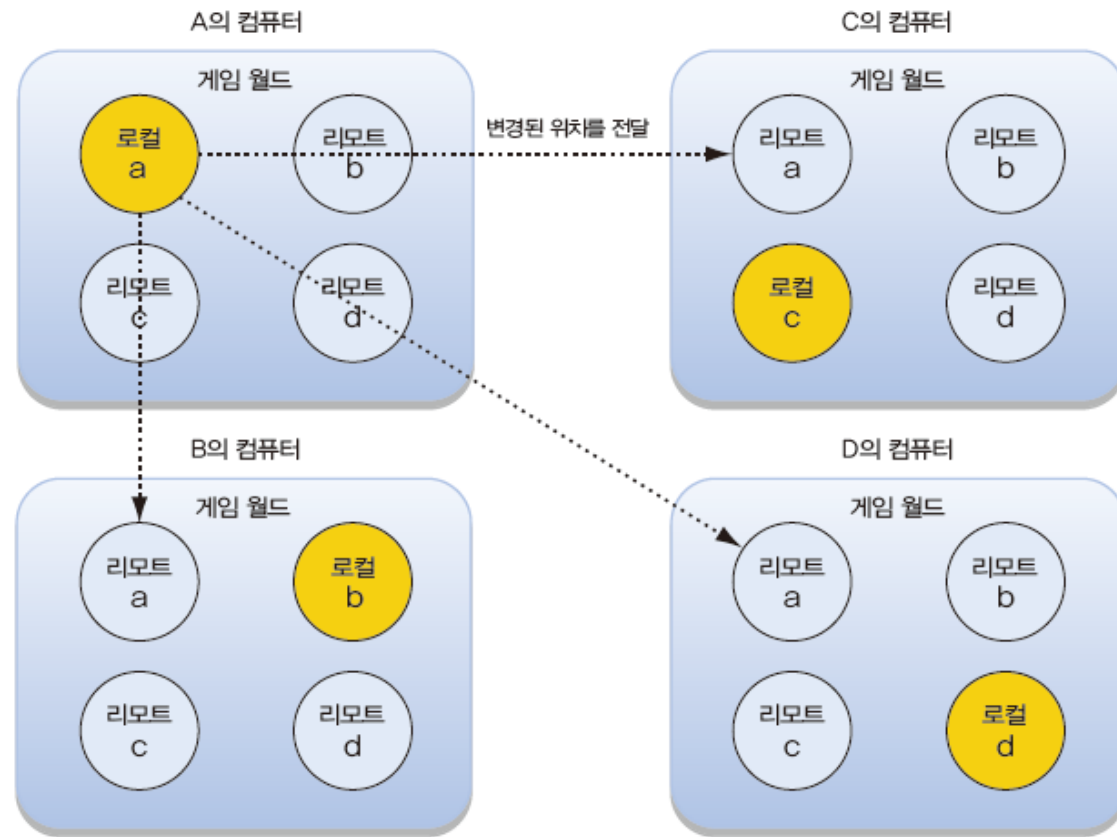 A의 컴퓨터
게임 월드
로컬
a
리모트
b
리모트
c
리모트
d
변경된 위치를 전달
C의 컴퓨터
게임 월드
리모트
a
리모트
b
로컬
c
리모트
d
B의 컴퓨터
게임 월드
리모트
a
로컬
b
리모트
c
리모트
d
D의 컴퓨터
게임 월드
리모트
a
리모트
b
리모트
c
로컬
d